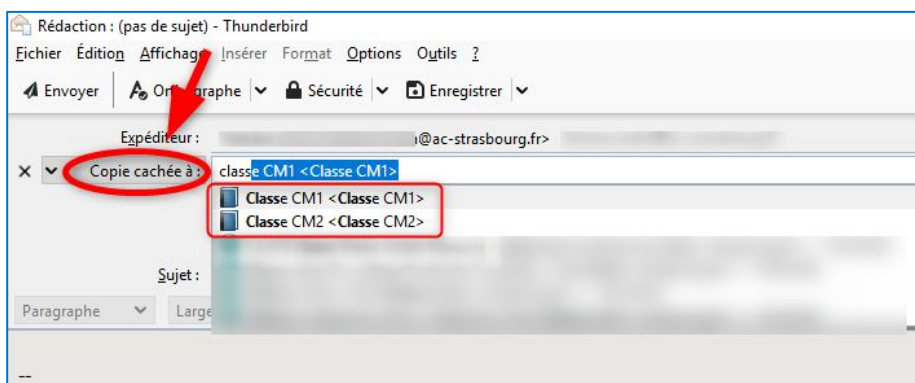 Rédaction : (pas de sujet) - Thunderbird
Fichier Édition Affichage Insérer Format Options Outils ?
Envoyer Orthographe Sécurité Enregistrer
Expéditeur : @ac-strasbourg.fr>
Copie cachée à : classe CM1 <Classe CM1>
Classe CM1 <Classe CM1>
Classe CM2 <Classe CM2>
Sujet :
Paragraphe Large
--